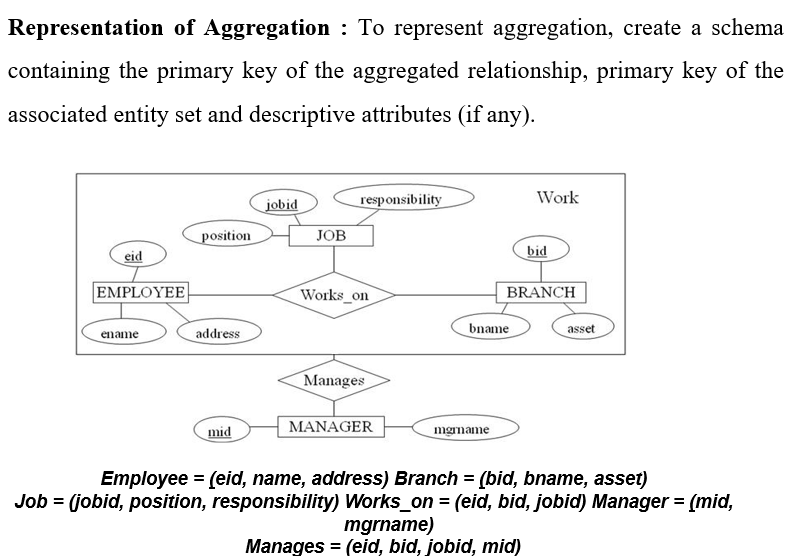 Representation of Aggregation : To represent aggregation, create a schema
containing the primary key of the aggregated relationship, primary key of the
associated entity set and descriptive attributes (if any).
Work
jobid
responsibility
position
JOB
eid
bid
EMPLOYEE
Works_on
BRANCH
ename
address
bname
asset
Manages
mid
MANAGER
mgrname
Employee = (eid, name, address) Branch = (bid, bname, asset)
Job = (jobid, position, responsibility) Works_on = (eid, bid, jobid) Manager = (mid,
mgrname)
Manages = (eid, bid, jobid, mid)